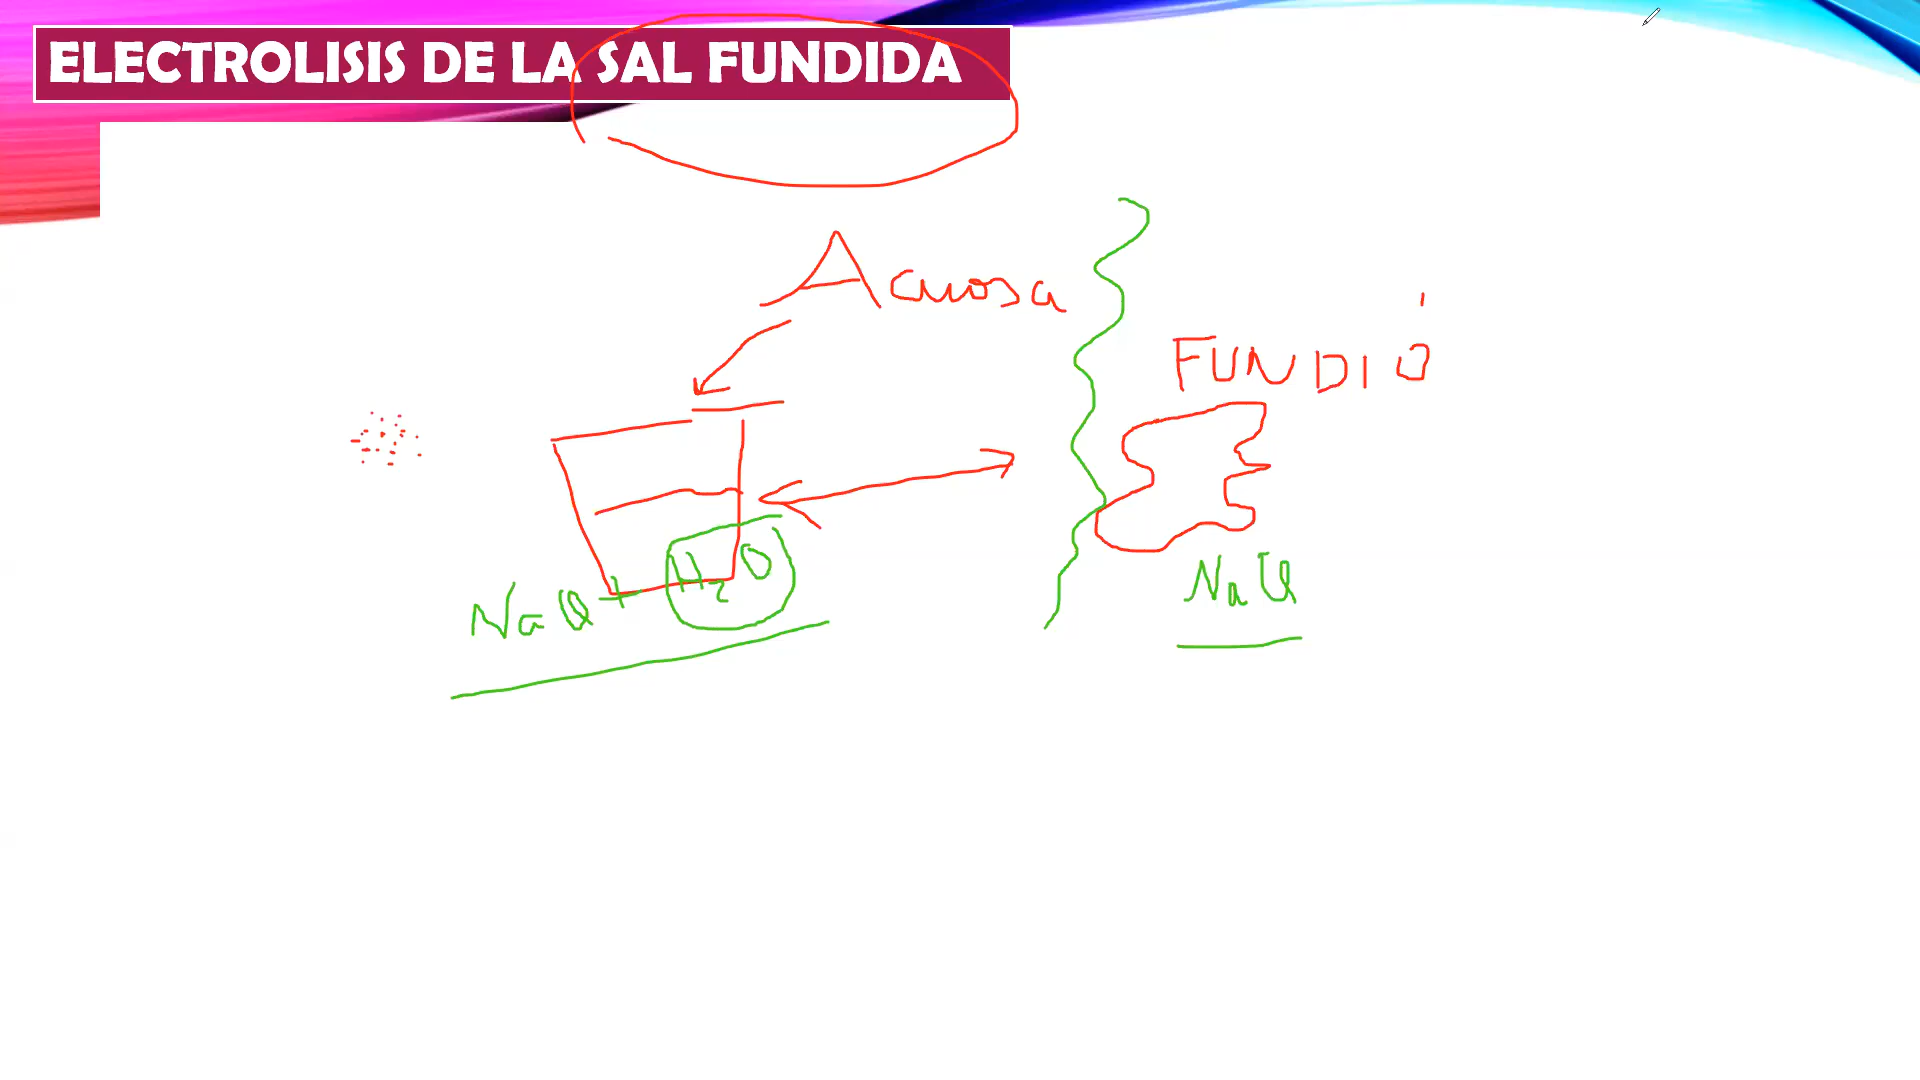 ELECTROLISIS DE LA SAL FUNDIDA
Acuosa
FUNDIÓ
NaCl + H2O
NaCl